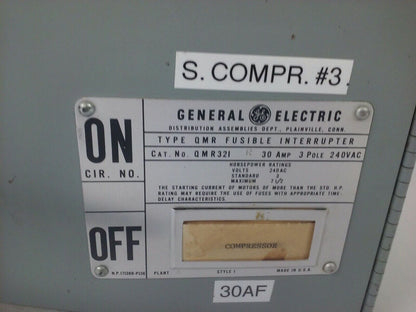 S. COMPR. #3
GENERAL GE ELECTRIC
DISTRIBUTION ASSEMBLIES DEPT., PLAINVILLE, CONN.
TYPE QMR FUSIBLE INTERRUPTER
CAT. NO. QMR321 30 AMP 3 POLE 240VAC
ON
CIR. NO.
HORSEPOWER RATINGS
VOLTS 240AC
STANDARD 3
MAXIMUM 7 1/2
THE STARTING CURRENT OF MOTORS OF MORE THAN THE STD. H.P.
RATING MAY REQUIRE THE USE OF FUSES WITH APPROPRIATE TIME-
DELAY CHARACTERISTICS.
OFF
COMPRESSOR
PLANT STYLE 1 MADE IN U.S.A.
30AF